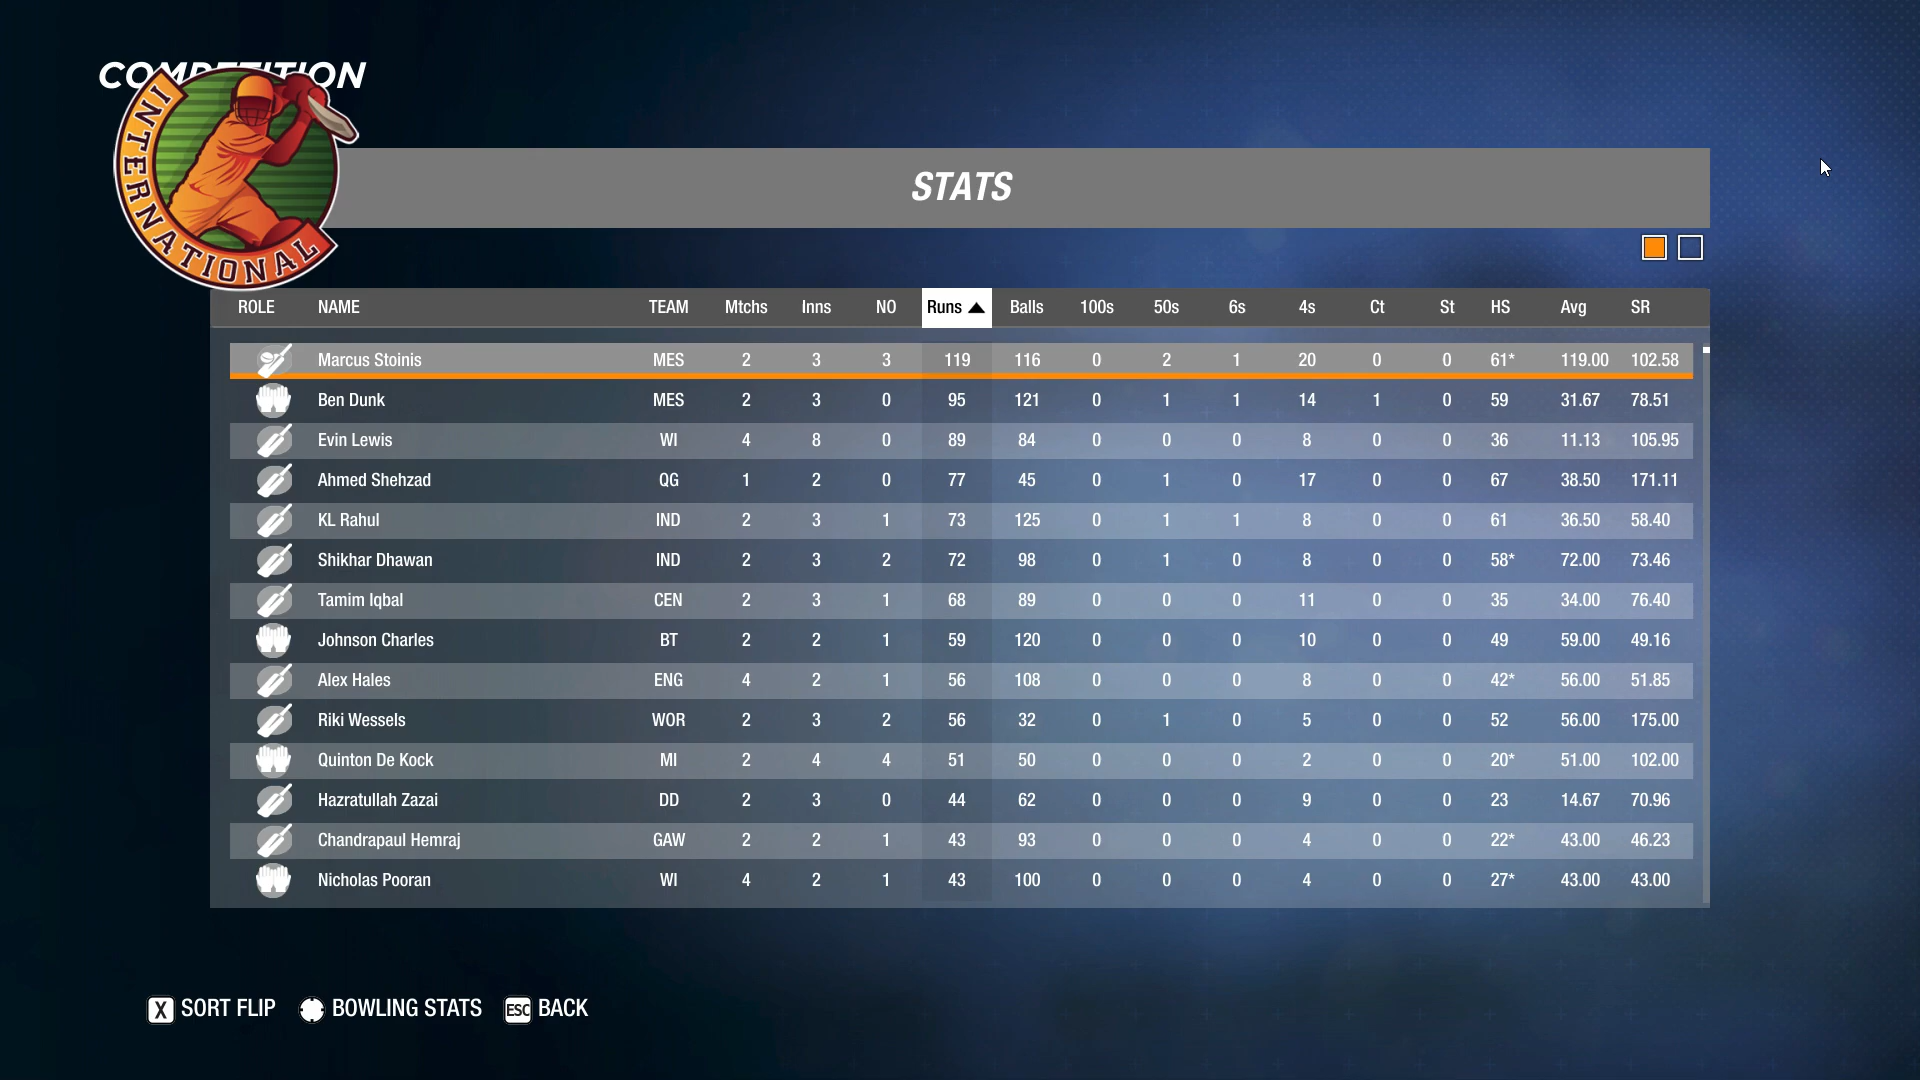 COMPETITION
INTERNATIONAL
STATS
ROLE NAME TEAM Mtchs Inns NO Runs Balls 100s 50s 6s 4s Ct St HS Avg SR
Marcus Stoinis MES 2 3 3 119 116 0 2 1 20 0 0 61* 119.00 102.58
Ben Dunk MES 2 3 0 95 121 0 1 1 14 1 0 59 31.67 78.51
Evin Lewis WI 4 8 0 89 84 0 0 0 8 0 0 36 11.13 105.95
Ahmed Shehzad QG 1 2 0 77 45 0 1 0 17 0 0 67 38.50 171.11
KL Rahul IND 2 3 1 73 125 0 1 1 8 0 0 61 36.50 58.40
Shikhar Dhawan IND 2 3 2 72 98 0 1 0 8 0 0 58* 72.00 73.46
Tamim Iqbal CEN 2 3 1 68 89 0 0 0 11 0 0 35 34.00 76.40
Johnson Charles BT 2 2 1 59 120 0 0 0 10 0 0 49 59.00 49.16
Alex Hales ENG 4 2 1 56 108 0 0 0 8 0 0 42* 56.00 51.85
Riki Wessels WOR 2 3 2 56 32 0 1 0 5 0 0 52 56.00 175.00
Quinton De Kock MI 2 4 4 51 50 0 0 0 2 0 0 20* 51.00 102.00
Hazratullah Zazai DD 2 3 0 44 62 0 0 0 9 0 0 23 14.67 70.96
Chandrapaul Hemraj GAW 2 2 1 43 93 0 0 0 4 0 0 22* 43.00 46.23
Nicholas Pooran WI 4 2 1 43 100 0 0 0 4 0 0 27* 43.00 43.00
X SORT FLIP BOWLING STATS ESC BACK